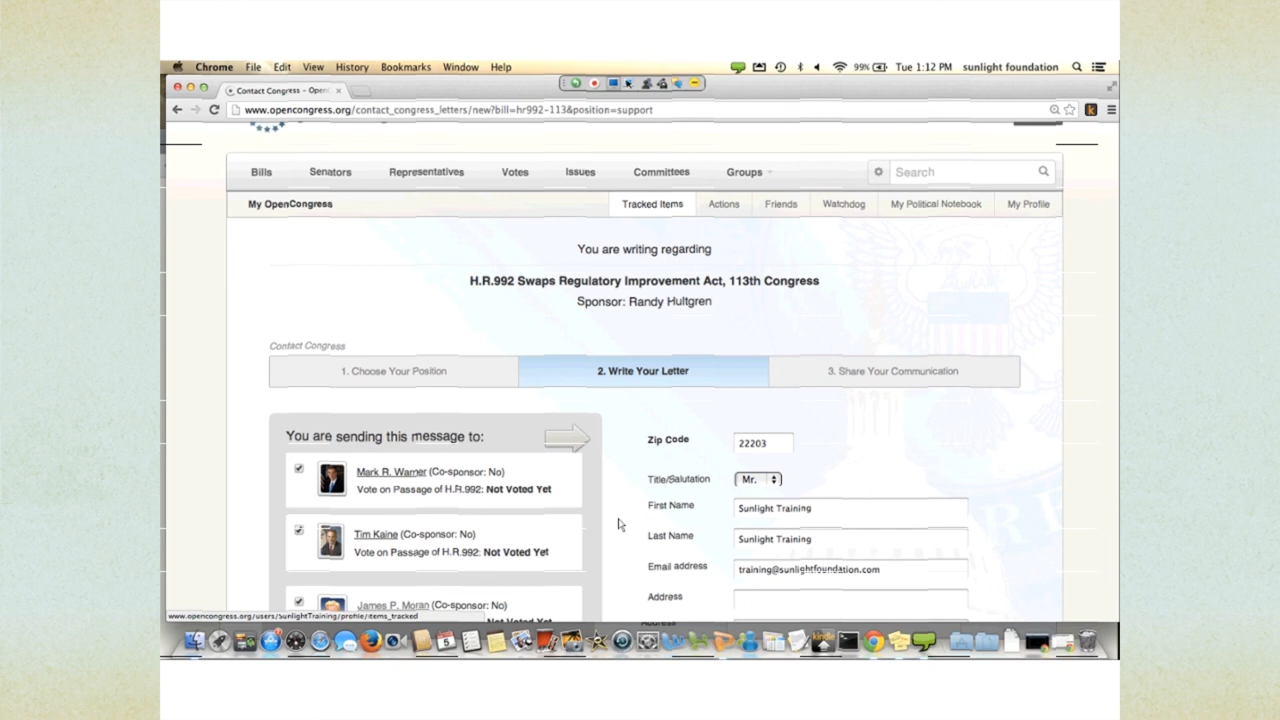 Chrome File Edit View History Bookmarks Window Help 99% Tue 1:12 PM sunlight foundation
Contact Congress – Open
www.opencongress.org/contact_congress_letters/new?bill=hr992-113&position=support
Bills Senators Representatives Votes Issues Committees Groups Search
My OpenCongress Tracked Items Actions Friends Watchdog My Political Notebook My Profile
You are writing regarding
H.R.992 Swaps Regulatory Improvement Act, 113th Congress
Sponsor: Randy Hultgren
Contact Congress
1. Choose Your Position 2. Write Your Letter 3. Share Your Communication
You are sending this message to:
Mark R. Warner (Co-sponsor: No)
Vote on Passage of H.R.992: Not Voted Yet
Tim Kaine (Co-sponsor: No)
Vote on Passage of H.R.992: Not Voted Yet
James P. Moran (Co-sponsor: No)
Not Voted Yet
Zip Code 22203
Title/Salutation Mr.
First Name Sunlight Training
Last Name Sunlight Training
Email address training@sunlightfoundation.com
Address
Address
www.opencongress.org/users/SunlightTraining/profile/items_tracked
kindle